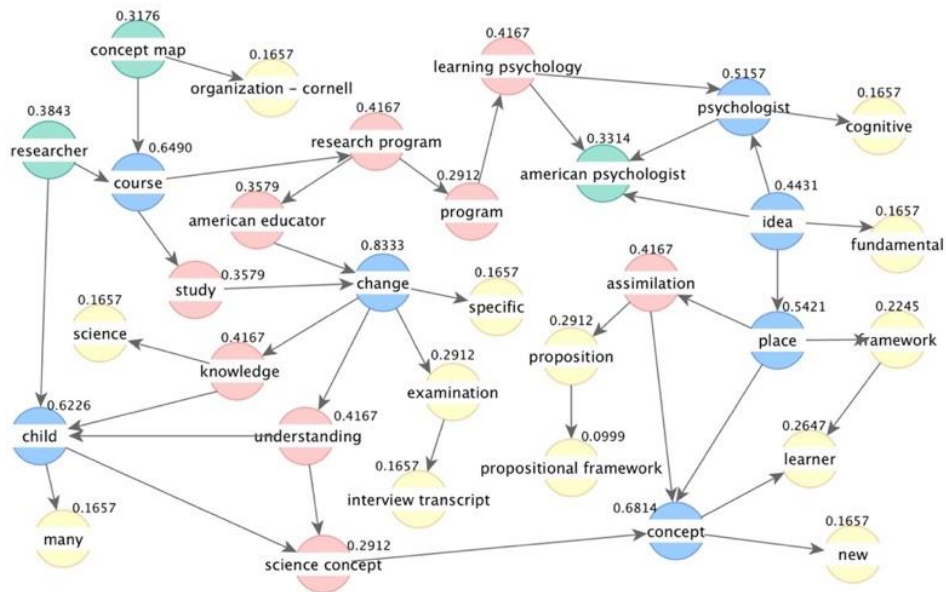 0.3176
concept map
0.1657
organization - cornell
0.4167
learning psychology
0.5157
psychologist
0.1657
cognitive
0.3843
researcher
0.6490
course
0.4167
research program
0.3314
american psychologist
0.2912
program
0.3579
american educator
0.4431
idea
0.1657
fundamental
0.3579
study
0.8333
change
0.1657
specific
0.4167
assimilation
0.5421
place
0.2245
framework
0.1657
science
0.4167
knowledge
0.2912
proposition
0.2912
examination
0.6226
child
0.4167
understanding
0.0999
propositional framework
0.2647
learner
0.1657
interview transcript
0.1657
many
0.2912
science concept
0.6814
concept
0.1657
new